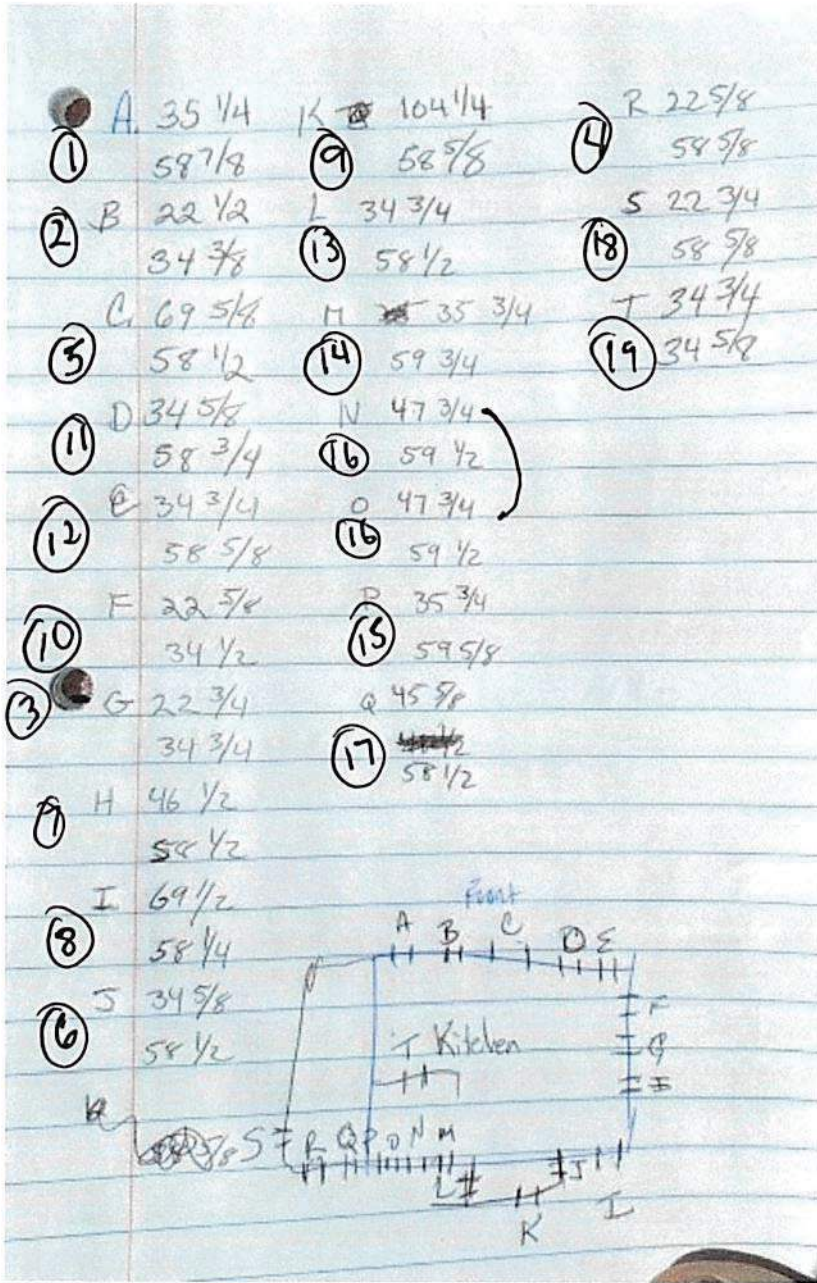 A. 35 1/4
① 58 7/8
B 22 1/2
② 34 3/8
C. 69 5/8
⑤ 58 1/2
D 34 5/8
⑪ 58 3/4
E 34 3/4
⑫ 58 5/8
F 22 5/8
⑩ 34 1/2
③ G 22 3/4
34 3/4
H 46 1/2
58 1/2
I 69 1/2
⑧ 58 1/4
J 34 5/8
⑥ 58 1/2
K 104 1/4
⑨ 58 5/8
L 34 3/4
⑬ 58 1/2
M 35 3/4
⑭ 59 3/4
N 47 3/4
⑯ 59 1/2
O 47 3/4
⑯ 59 1/2
P 35 3/4
⑮ 59 5/8
Q 45 5/8
⑰
58 1/2
R 22 5/8
58 5/8
S 22 3/4
⑱ 58 5/8
T 34 3/4
⑲ 34 5/8
Front
A B C D E
F
G
T Kitchen
S R Q P O N M
L J
K I